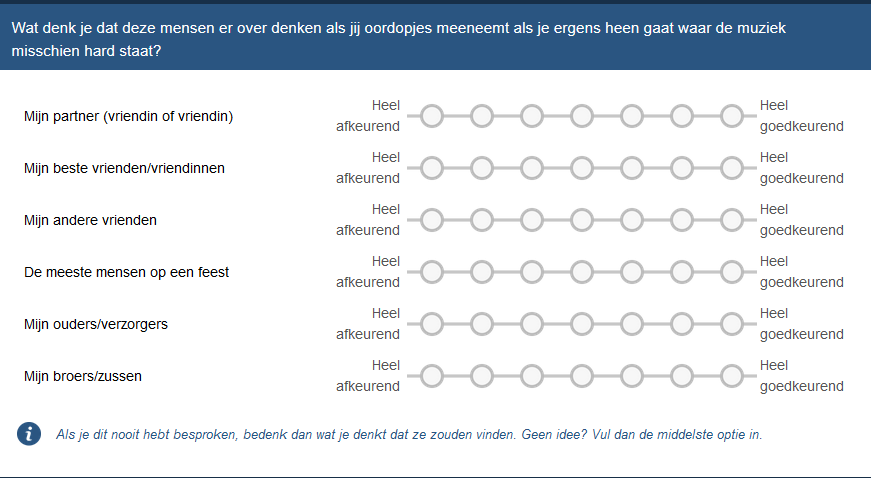 Wat denk je dat deze mensen er over denken als jij oordopjes meeneemt als je ergens heen gaat waar de muziek
misschien hard staat?
Mijn partner (vriendin of vriendin)
Heel
afkeurend
Heel
goedkeurend
Mijn beste vrienden/vriendinnen
Heel
afkeurend
Heel
goedkeurend
Mijn andere vrienden
Heel
afkeurend
Heel
goedkeurend
De meeste mensen op een feest
Heel
afkeurend
Heel
goedkeurend
Mijn ouders/verzorgers
Heel
afkeurend
Heel
goedkeurend
Mijn broers/zussen
Heel
afkeurend
Heel
goedkeurend
Als je dit nooit hebt besproken, bedenk dan wat je denkt dat ze zouden vinden. Geen idee? Vul dan de middelste optie in.